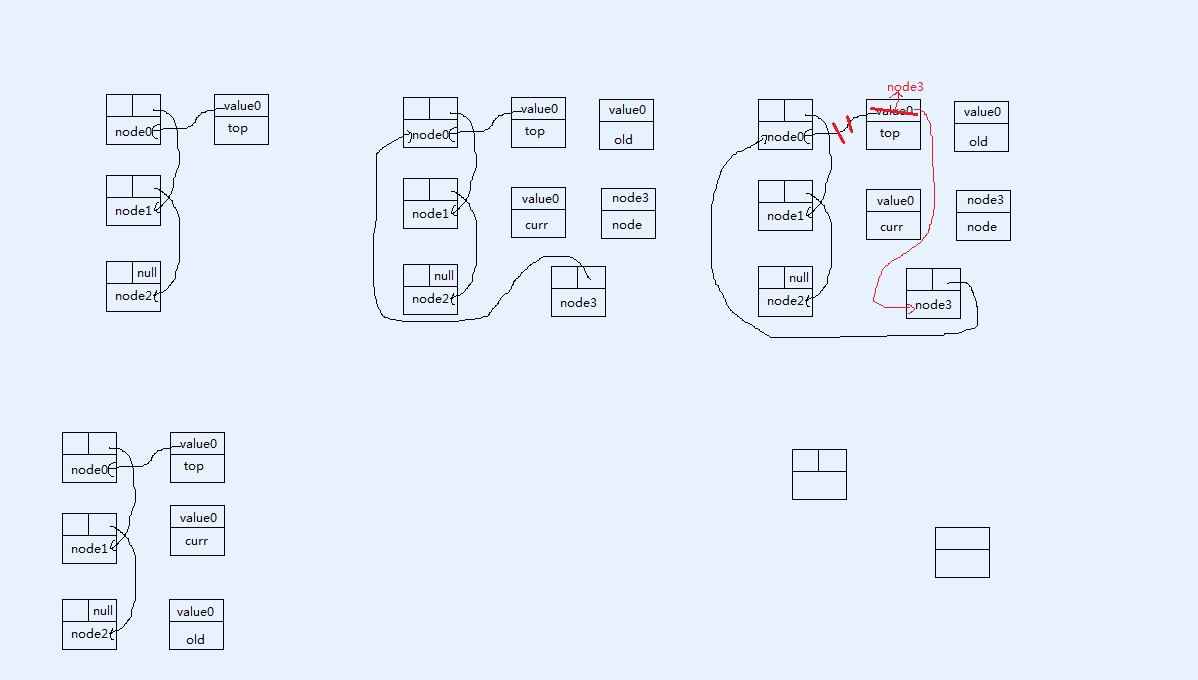 node3
value0
node0
top
value0
node0
top
value0
old
value0
node0
top
value0
old
node1
value0
curr
node3
node
node1
value0
curr
node3
node
node1
null
node2
null
node2
node3
null
node2
node3
value0
node0
top
value0
node1
curr
null
value0
node2
old